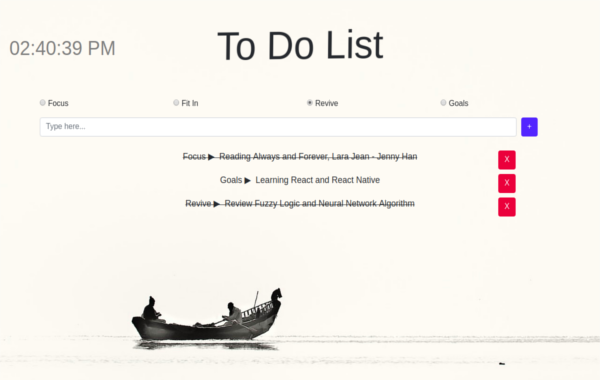 To Do List
02:40:39 PM
Focus
Fit In
Revive
Goals
Type here...
+
Focus ▶ Reading Always and Forever, Lara Jean - Jenny Han
X
Goals ▶ Learning React and React Native
X
Revive ▶ Review Fuzzy Logic and Neural Network Algorithm
X